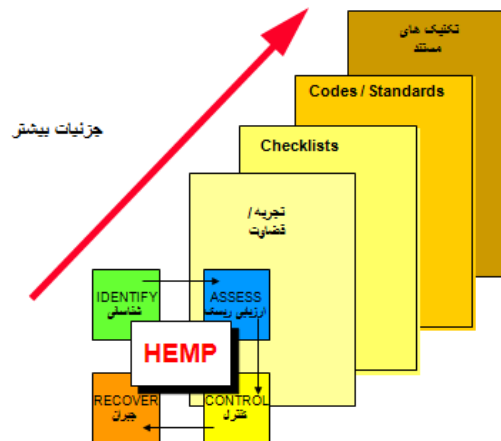 تکنیک های
مستند
Codes / Standards
جزئیات بیشتر
Checklists
تجربه /
قضاوت
IDENTIFY
شناسائی
ASSESS
ارزیابی ریسک
HEMP
RECOVER
جبران
CONTROL
کنترل